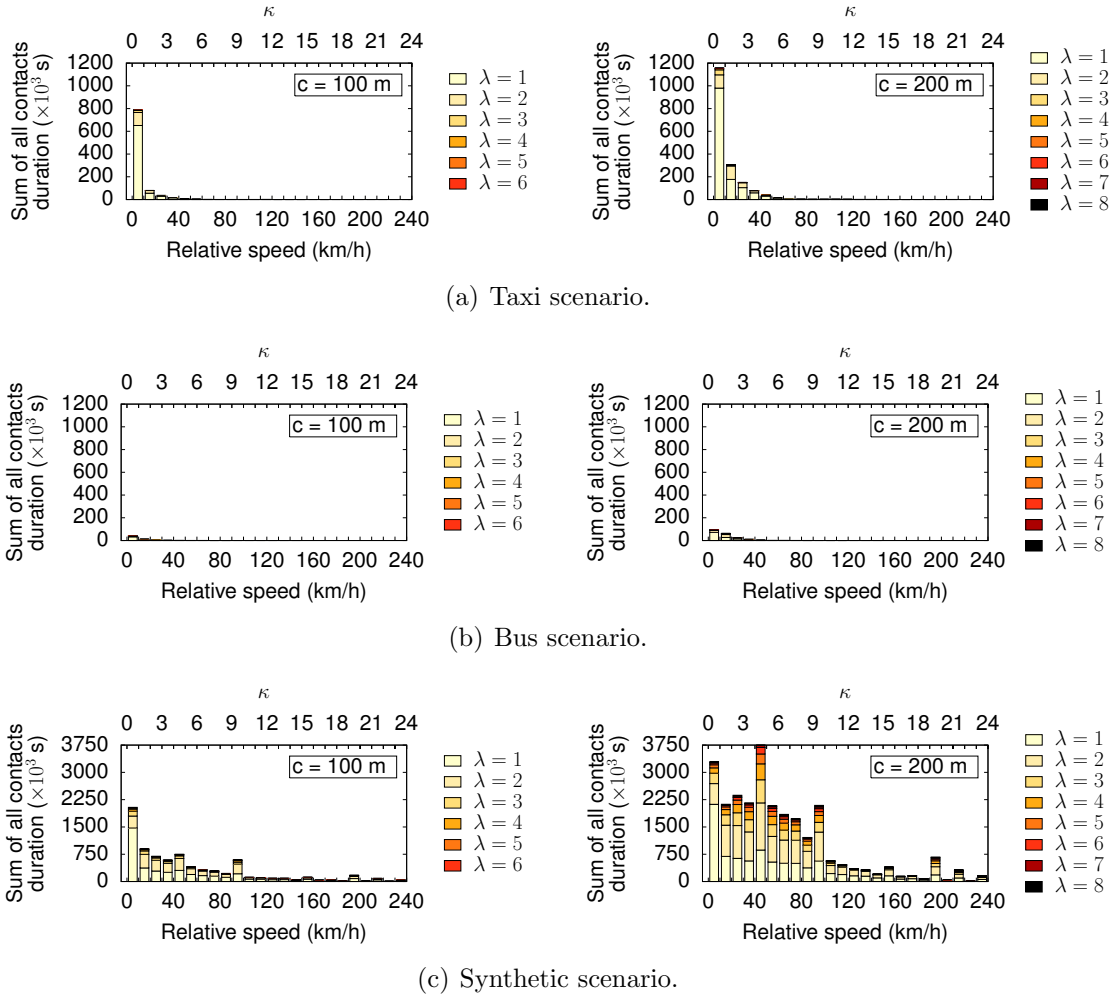 κ
0 3 6 9 12 15 18 21 24
Sum of all contacts
duration (×10³ s)
1200
1000
800
600
400
200
0
c = 100 m
0 40 80 120 160 200 240
Relative speed (km/h)
λ = 1
λ = 2
λ = 3
λ = 4
λ = 5
λ = 6
κ
0 3 6 9 12 15 18 21 24
Sum of all contacts
duration (×10³ s)
1200
1000
800
600
400
200
0
c = 200 m
0 40 80 120 160 200 240
Relative speed (km/h)
λ = 1
λ = 2
λ = 3
λ = 4
λ = 5
λ = 6
λ = 7
λ = 8
(a) Taxi scenario.
κ
0 3 6 9 12 15 18 21 24
Sum of all contacts
duration (×10³ s)
1200
1000
800
600
400
200
0
c = 100 m
0 40 80 120 160 200 240
Relative speed (km/h)
λ = 1
λ = 2
λ = 3
λ = 4
λ = 5
λ = 6
κ
0 3 6 9 12 15 18 21 24
Sum of all contacts
duration (×10³ s)
1200
1000
800
600
400
200
0
c = 200 m
0 40 80 120 160 200 240
Relative speed (km/h)
λ = 1
λ = 2
λ = 3
λ = 4
λ = 5
λ = 6
λ = 7
λ = 8
(b) Bus scenario.
κ
0 3 6 9 12 15 18 21 24
Sum of all contacts
duration (×10³ s)
3750
3000
2250
1500
750
0
c = 100 m
0 40 80 120 160 200 240
Relative speed (km/h)
λ = 1
λ = 2
λ = 3
λ = 4
λ = 5
λ = 6
κ
0 3 6 9 12 15 18 21 24
Sum of all contacts
duration (×10³ s)
3750
3000
2250
1500
750
0
c = 200 m
0 40 80 120 160 200 240
Relative speed (km/h)
λ = 1
λ = 2
λ = 3
λ = 4
λ = 5
λ = 6
λ = 7
λ = 8
(c) Synthetic scenario.